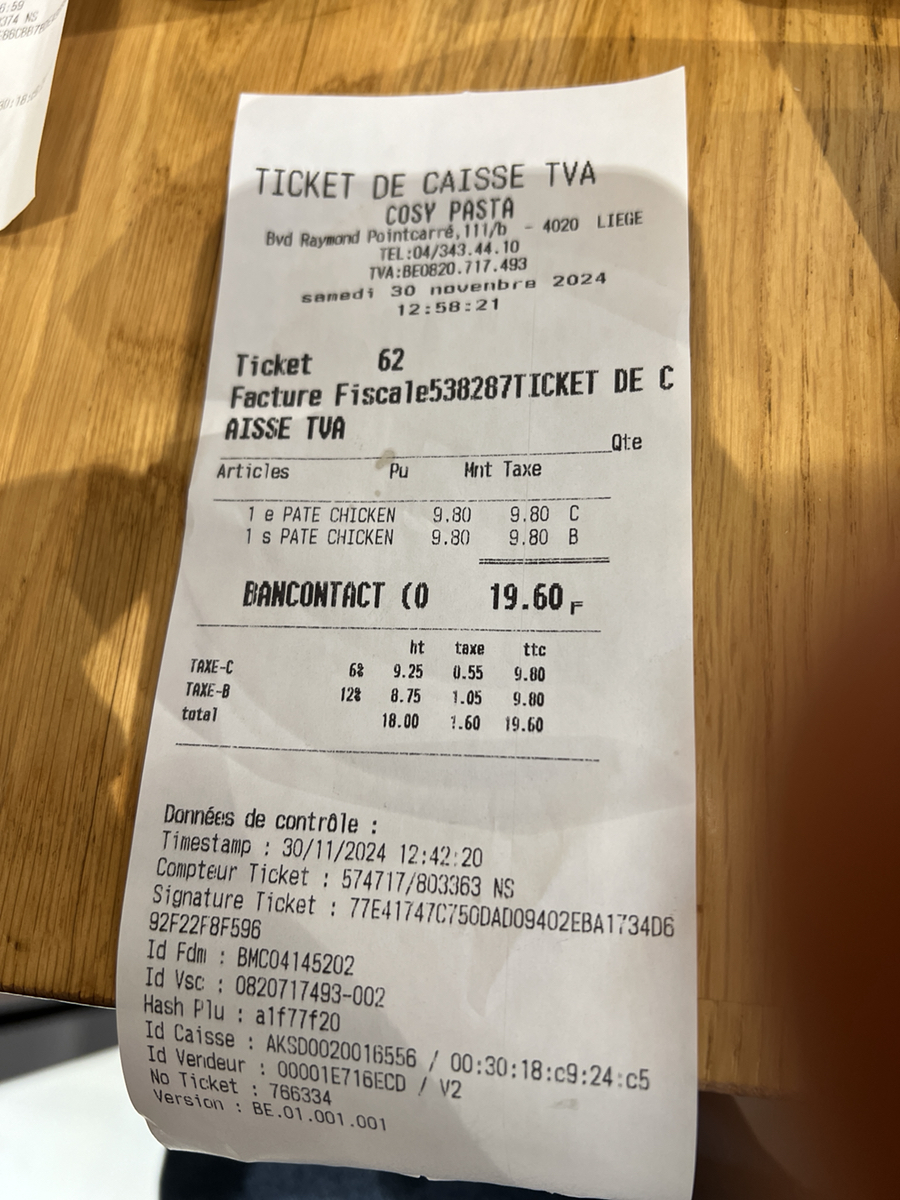 6:59
374 NS
TICKET DE CAISSE TVA
COSY PASTA
Bvd Raymond Pointcarré,111/b - 4020 LIEGE
TEL:04/343.44.10
TVA:BE0820.717.493
samedi 30 novenbre 2024
12:58:21
Ticket 62
Facture Fiscale538287TICKET DE C
AISSE TVA
Qte
Articles Pu Mnt Taxe
1 e PATE CHICKEN 9.80 9.80 C
1 s PATE CHICKEN 9.80 9.80 B
BANCONTACT (0 19.60 F
ht taxe ttc
TAXE-C 6% 9.25 0.55 9.80
TAXE-B 12% 8.75 1.05 9.80
total 18.00 1.60 19.60
Données de contrôle :
Timestamp : 30/11/2024 12:42:20
Compteur Ticket : 574717/803363 NS
Signature Ticket : 77E41747C750DAD09402EBA1734D6
92F22F8F596
Id Fdm : BMC04145202
Id Vsc : 0820717493-002
Hash Plu : a1f77f20
Id Caisse : AKSD0020016556 / 00:30:18:c9:24:c5
Id Vendeur : 00001E716ECD / V2
No Ticket : 766334
Version : BE.01.001.001